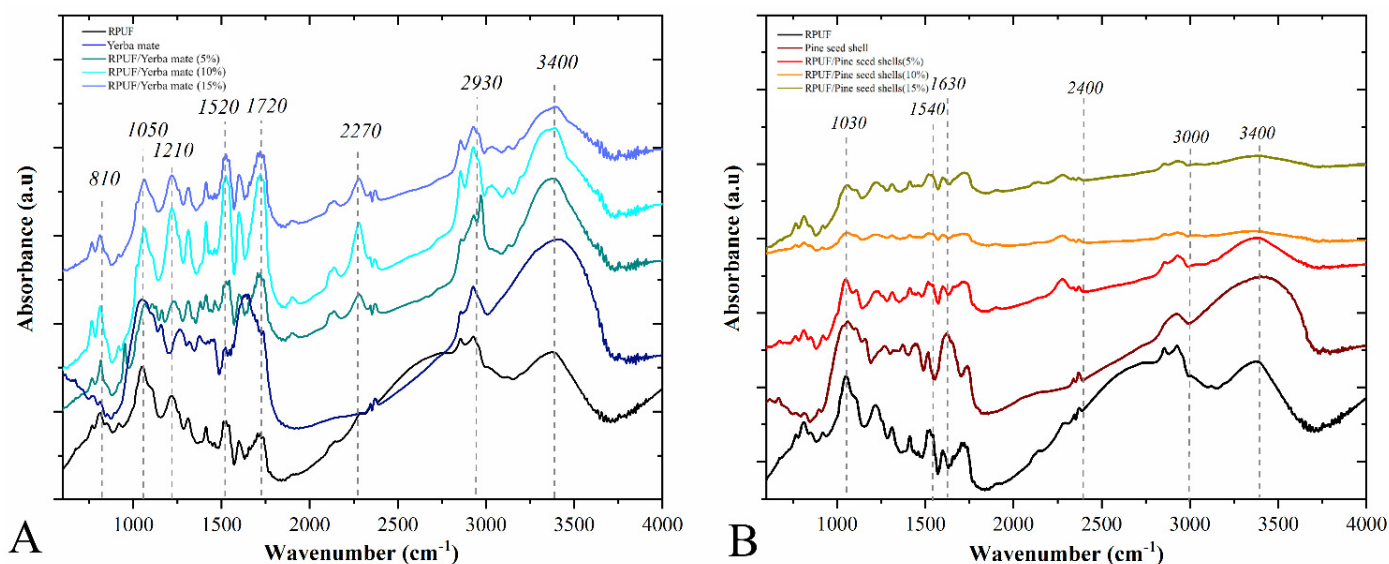 RPUF
Yerba mate
RPUF/Yerba mate (5%)
RPUF/Yerba mate (10%)
RPUF/Yerba mate (15%)
810
1050
1210
1520
1720
2270
2930
3400
Absorbance (a.u)
1000 1500 2000 2500 3000 3500 4000
Wavenumber (cm-1)
A
RPUF
Pine seed shell
RPUF/Pine seed shells(5%)
RPUF/Pine seed shells(10%)
RPUF/Pine seed shells(15%)
1030
1540
1630
2400
3000
3400
Absorbance (a.u)
1000 1500 2000 2500 3000 3500 4000
Wavenumber (cm-1)
B